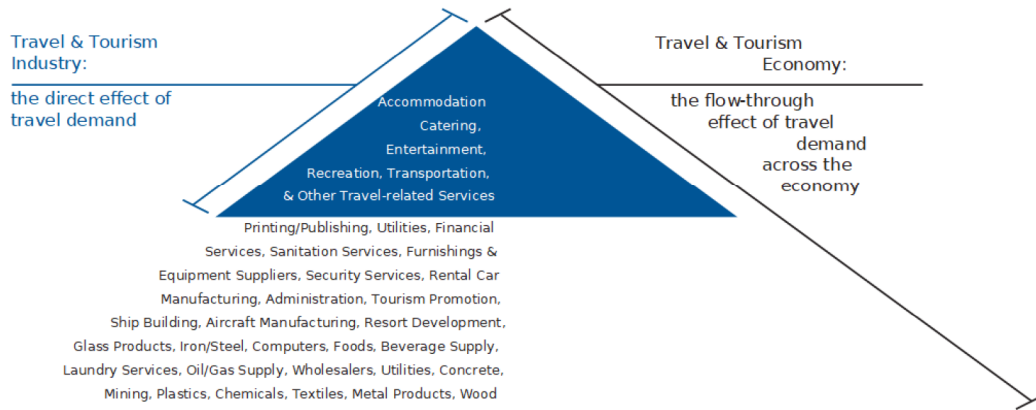 Travel & Tourism
Industry:
the direct effect of
travel demand
Travel & Tourism
Economy:
the flow-through
effect of travel
demand
across the
economy
Accommodation
Catering,
Entertainment,
Recreation, Transportation,
& Other Travel-related Services
Printing/Publishing, Utilities, Financial
Services, Sanitation Services, Furnishings &
Equipment Suppliers, Security Services, Rental Car
Manufacturing, Administration, Tourism Promotion,
Ship Building, Aircraft Manufacturing, Resort Development,
Glass Products, Iron/Steel, Computers, Foods, Beverage Supply,
Laundry Services, Oil/Gas Supply, Wholesalers, Utilities, Concrete,
Mining, Plastics, Chemicals, Textiles, Metal Products, Wood